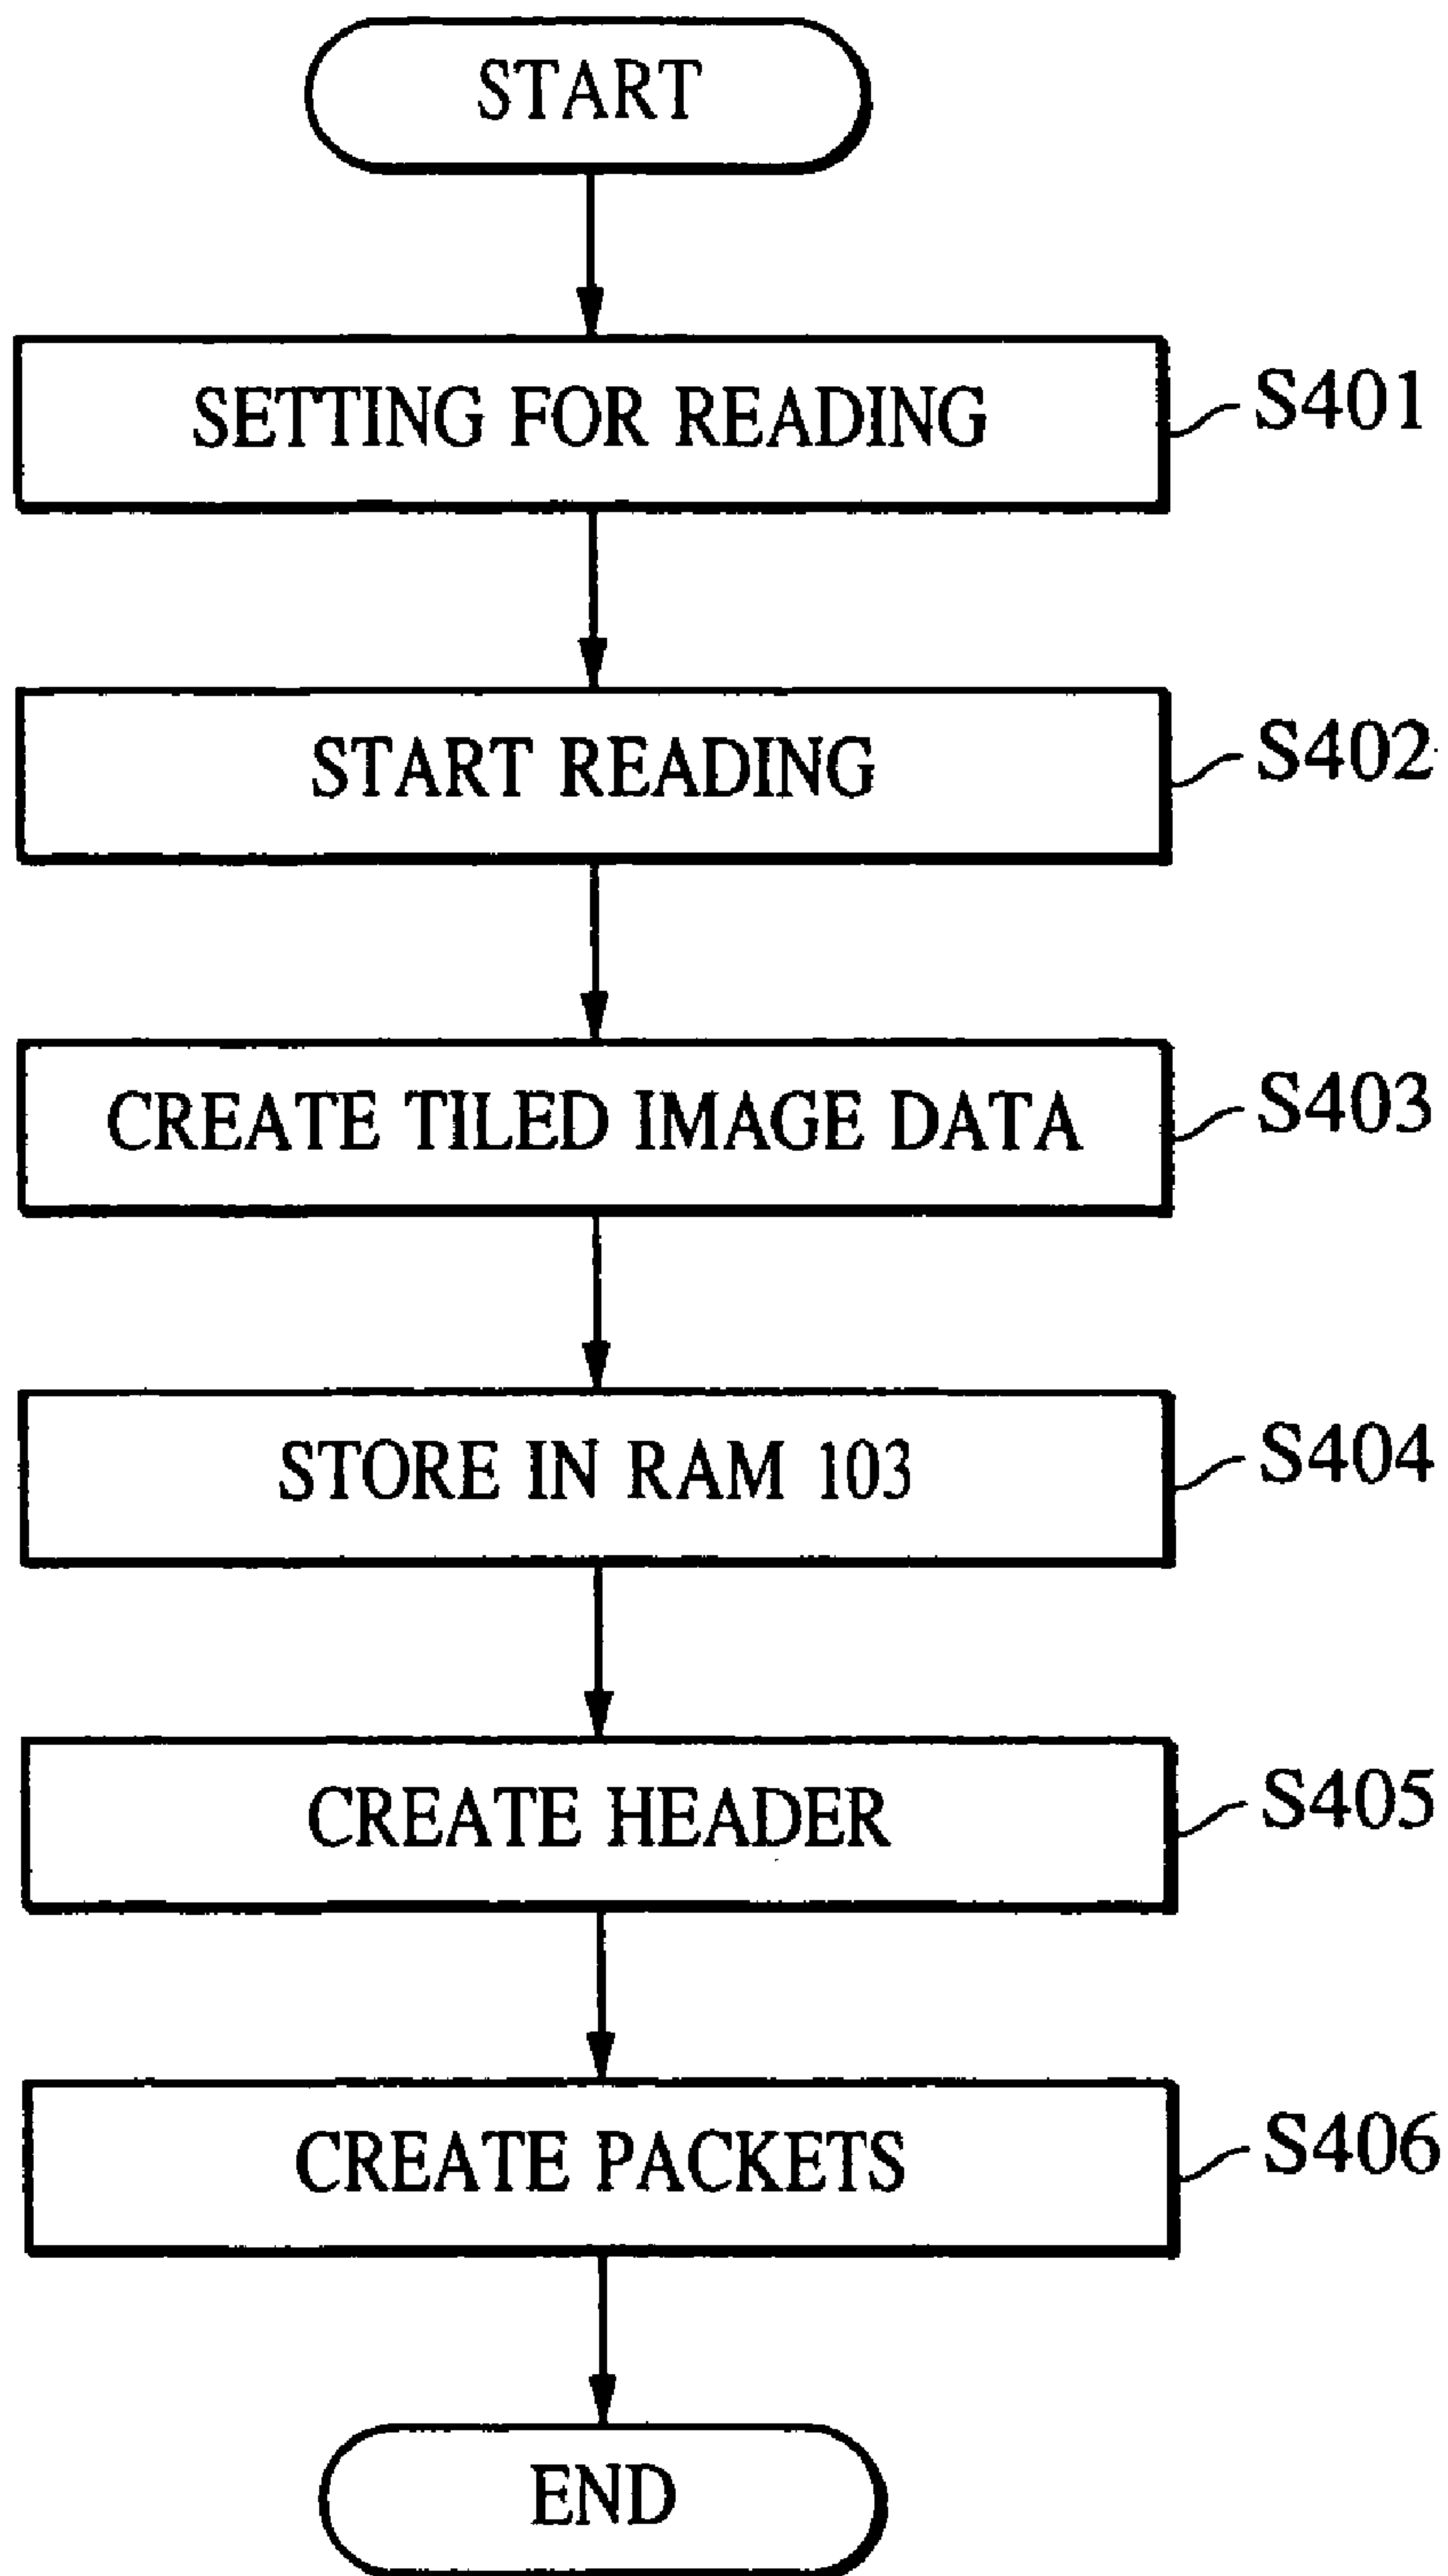 START
SETTING FOR READING
S401
START READING
S402
CREATE TILED IMAGE DATA
S403
STORE IN RAM 103
S404
CREATE HEADER
S405
CREATE PACKETS
S406
END